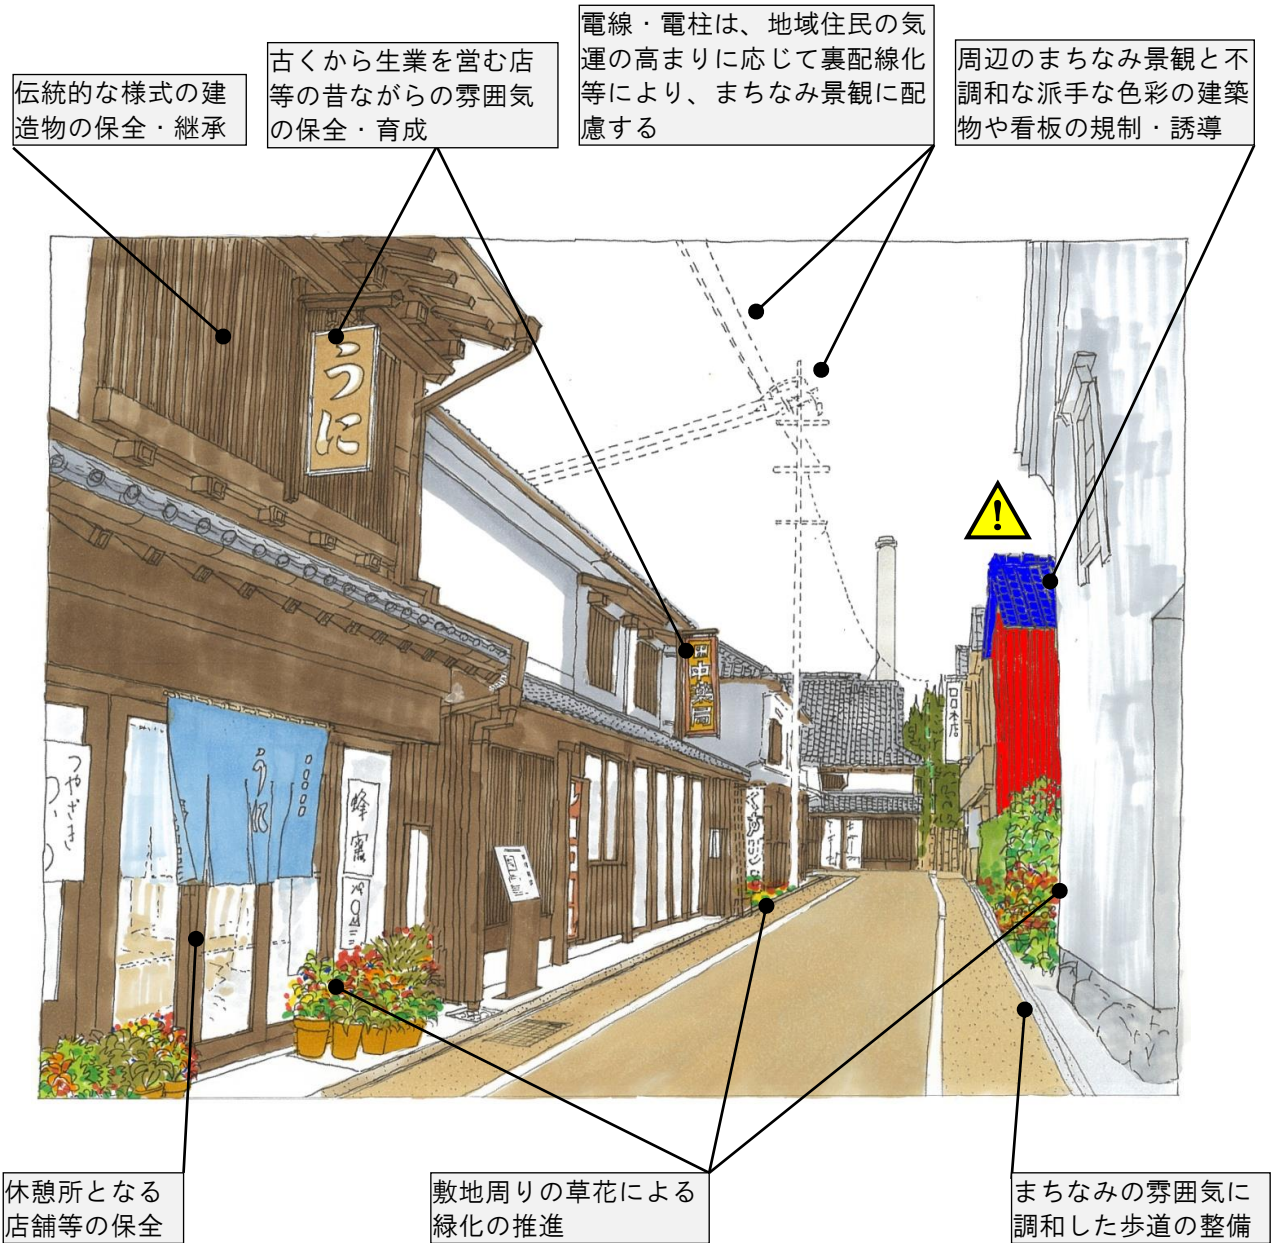 電線・電柱は、地域住民の気
運の高まりに応じて裏配線化
等により、まちなみ景観に配
慮する
古くから生業を営む店
等の昔ながらの雰囲気
の保全・育成
周辺のまちなみ景観と不
調和な派手な色彩の建築
物や看板の規制・誘導
伝統的な様式の建
造物の保全・継承
うに
!
つやざき
蜂蜜
休憩所となる
店舗等の保全
敷地周りの草花による
緑化の推進
まちなみの雰囲気に
調和した歩道の整備